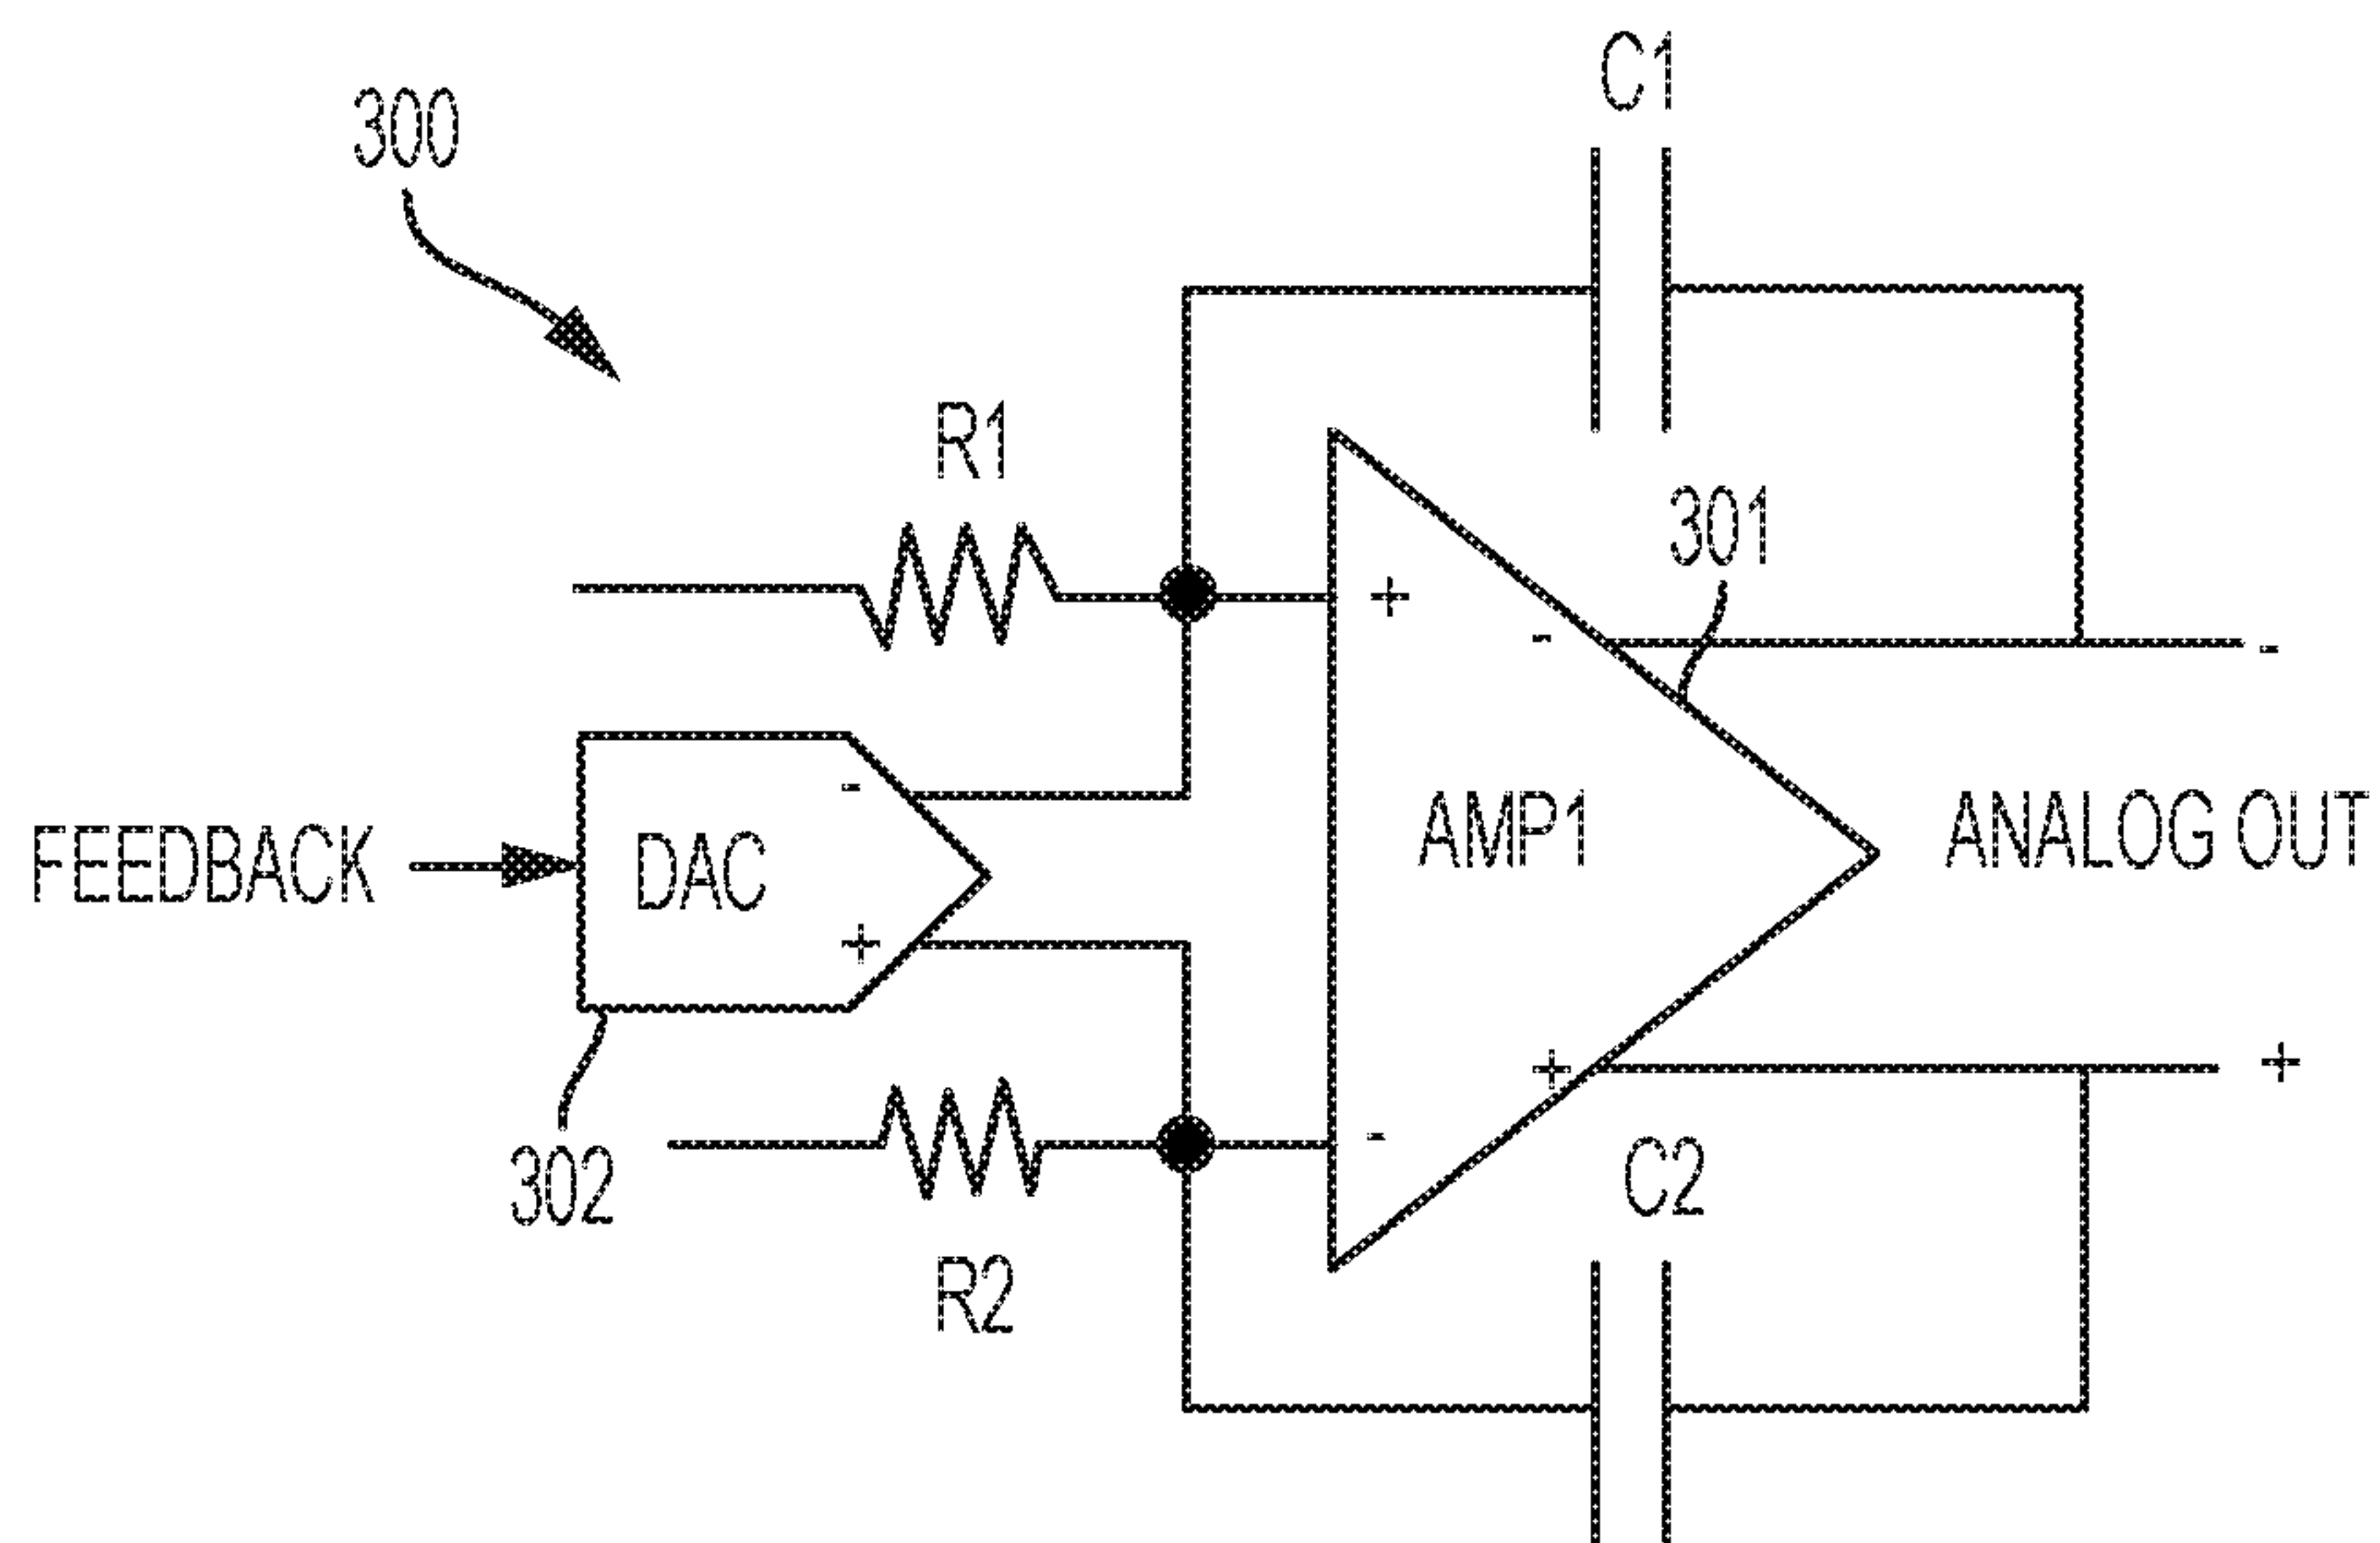 C1
300
R1
301
+
-
-
-
FEEDBACK
DAC
AMP1
ANALOG OUT
+
+
+
-
302
C2
R2